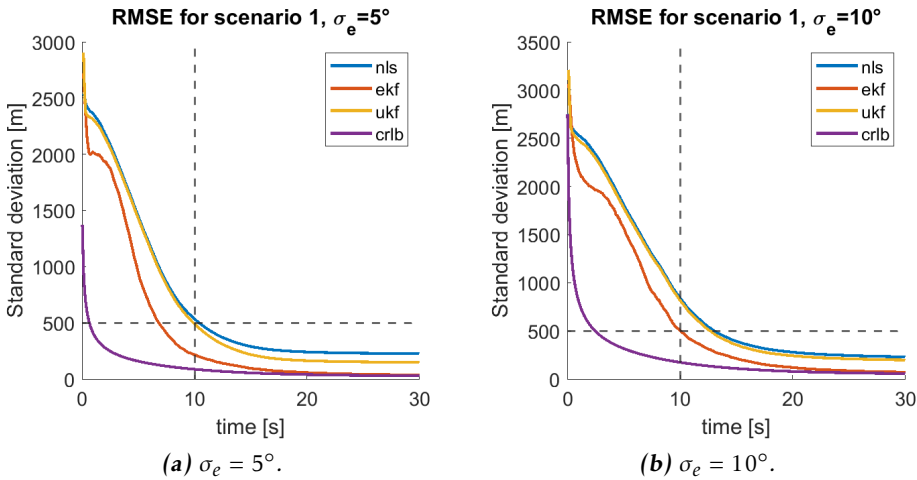 RMSE for scenario 1, σe=5°
Standard deviation [m]
3000
2500
2000
1500
1000
500
0
0
10
20
30
time [s]
nls
ekf
ukf
crlb
(a) σe = 5°.
RMSE for scenario 1, σe=10°
Standard deviation [m]
3500
3000
2500
2000
1500
1000
500
0
0
10
20
30
time [s]
nls
ekf
ukf
crlb
(b) σe = 10°.